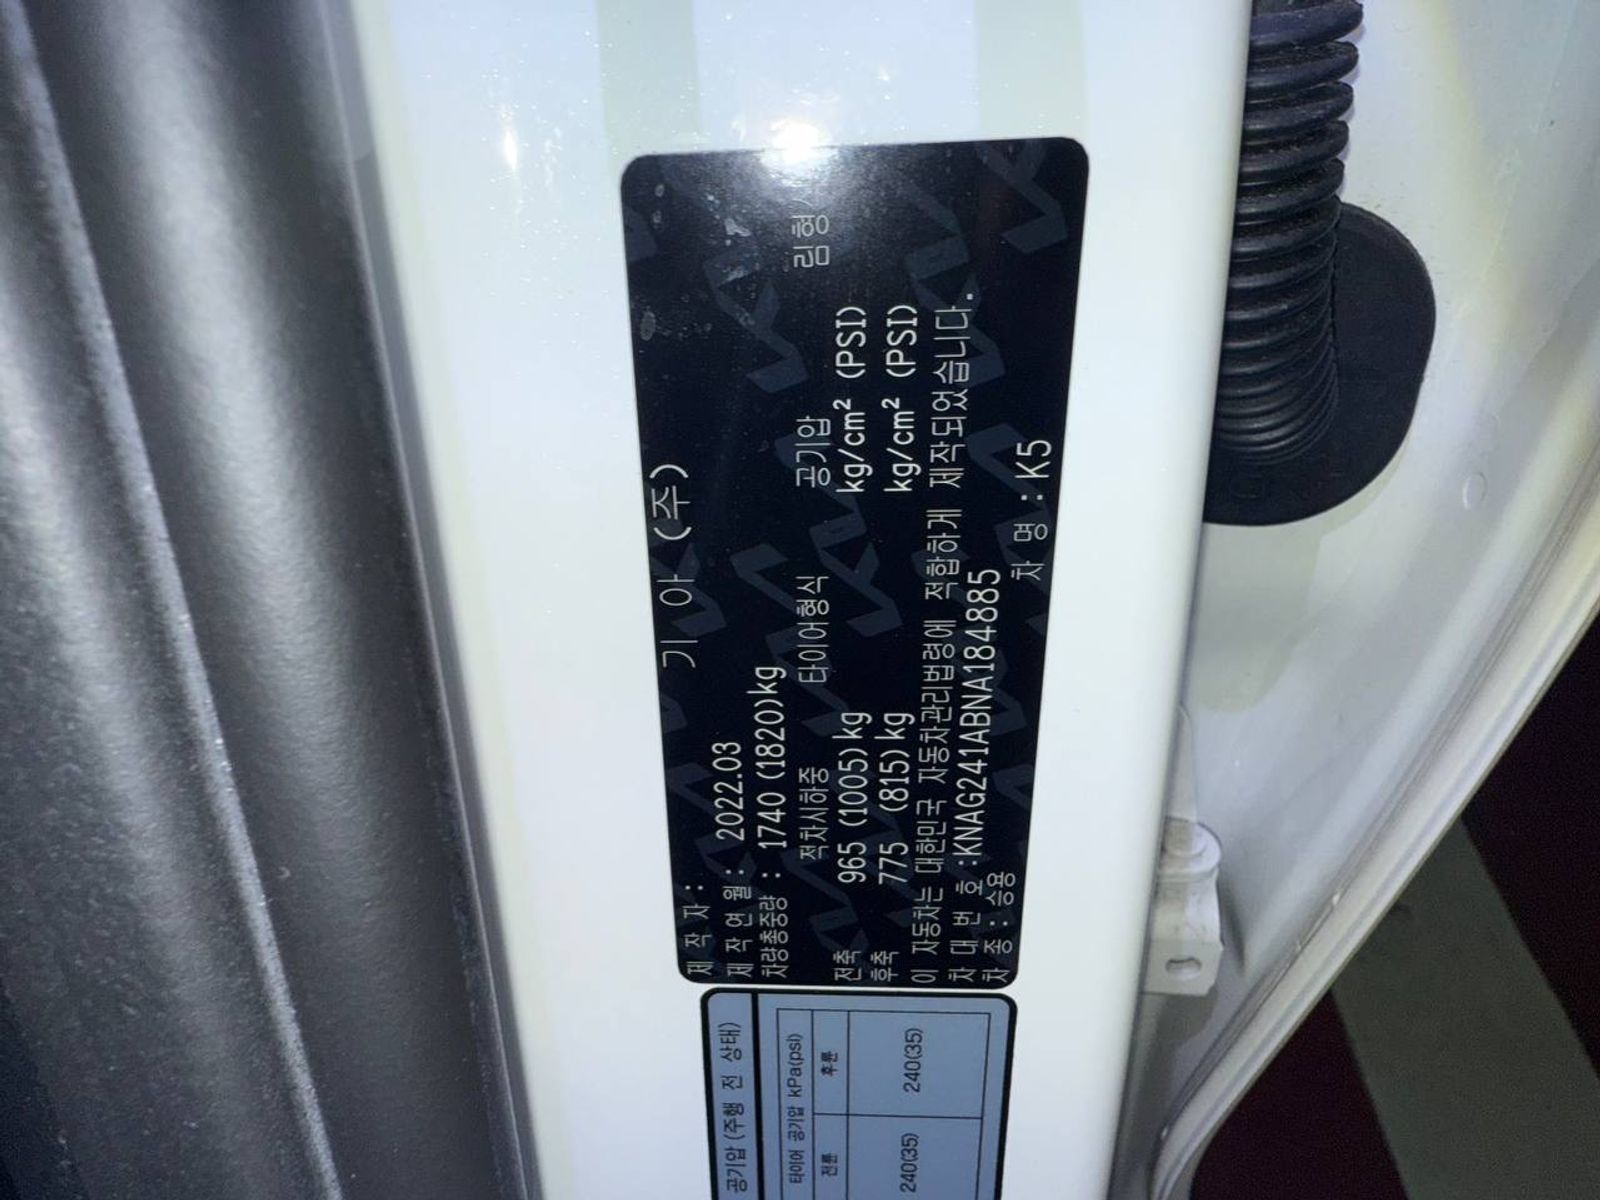 제 작 자 : 기 아 (주)
제 작 연 월 : 2022.03
차량총중량 : 1740 (1820)kg
적차시하중 타이어형식 공기압 림형
전축 965 (1005)kg kg/cm² (PSI)
후축 775 (815)kg kg/cm² (PSI)
이 자동차는 대한민국 자동차관리법령에 적합하게 제작되었습니다.
차 대 번 호 :KNAG241ABNA184885
차 종 : 승용 차 명 : K5
공기압 (주행 전 상태)
타이어 공기압 kPa(psi)
전륜 후륜
240(35) 240(35)